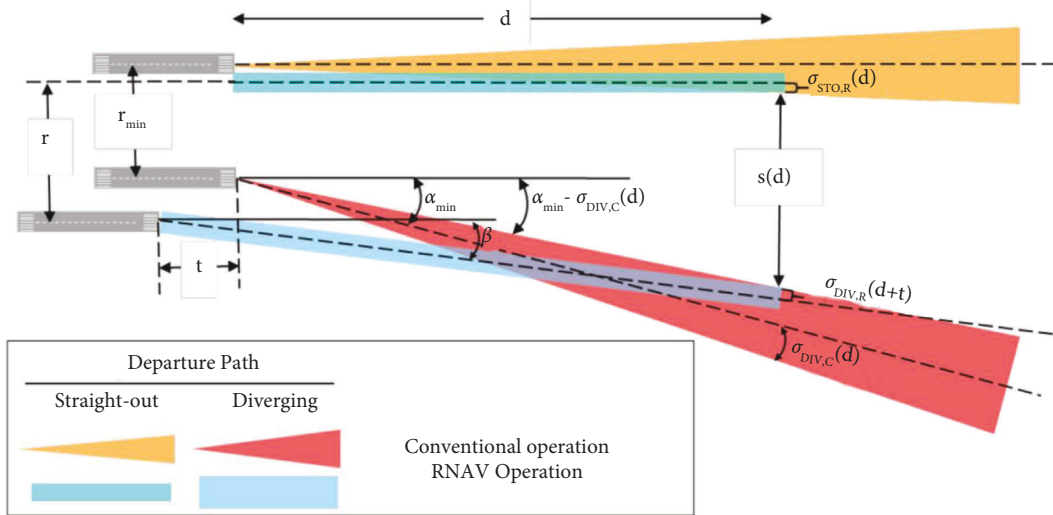 d
σSTO,R(d)
rmin
r
s(d)
αmin
αmin- σDIV,C(d)
β
t
σDIV,R(d+t)
σDIV,C(d)
Departure Path
Straight-out Diverging
Conventional operation
RNAV Operation